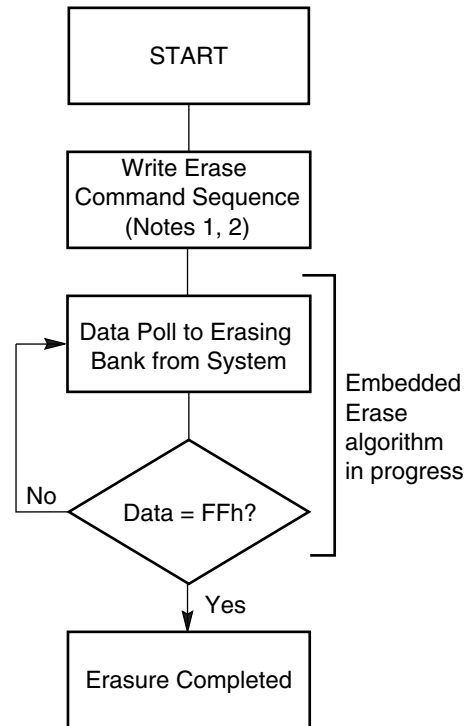 START
Write Erase
Command Sequence
(Notes 1, 2)
Data Poll to Erasing
Bank from System
Embedded
Erase
algorithm
in progress
No
Data = FFh?
Yes
Erasure Completed